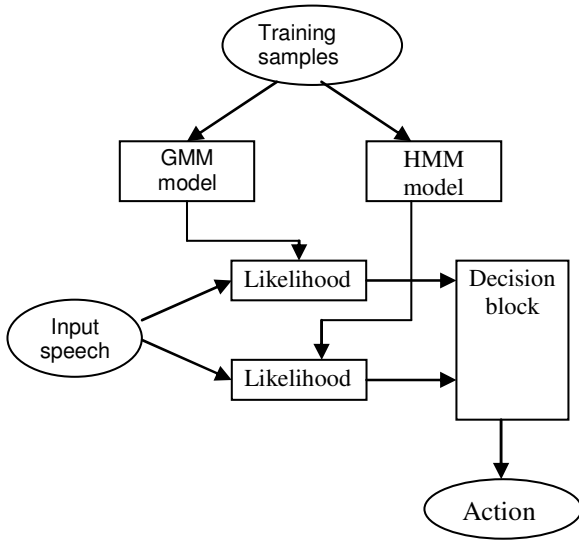 Training
samples
GMM
model
HMM
model
Likelihood
Decision
block
Input
speech
Likelihood
Action